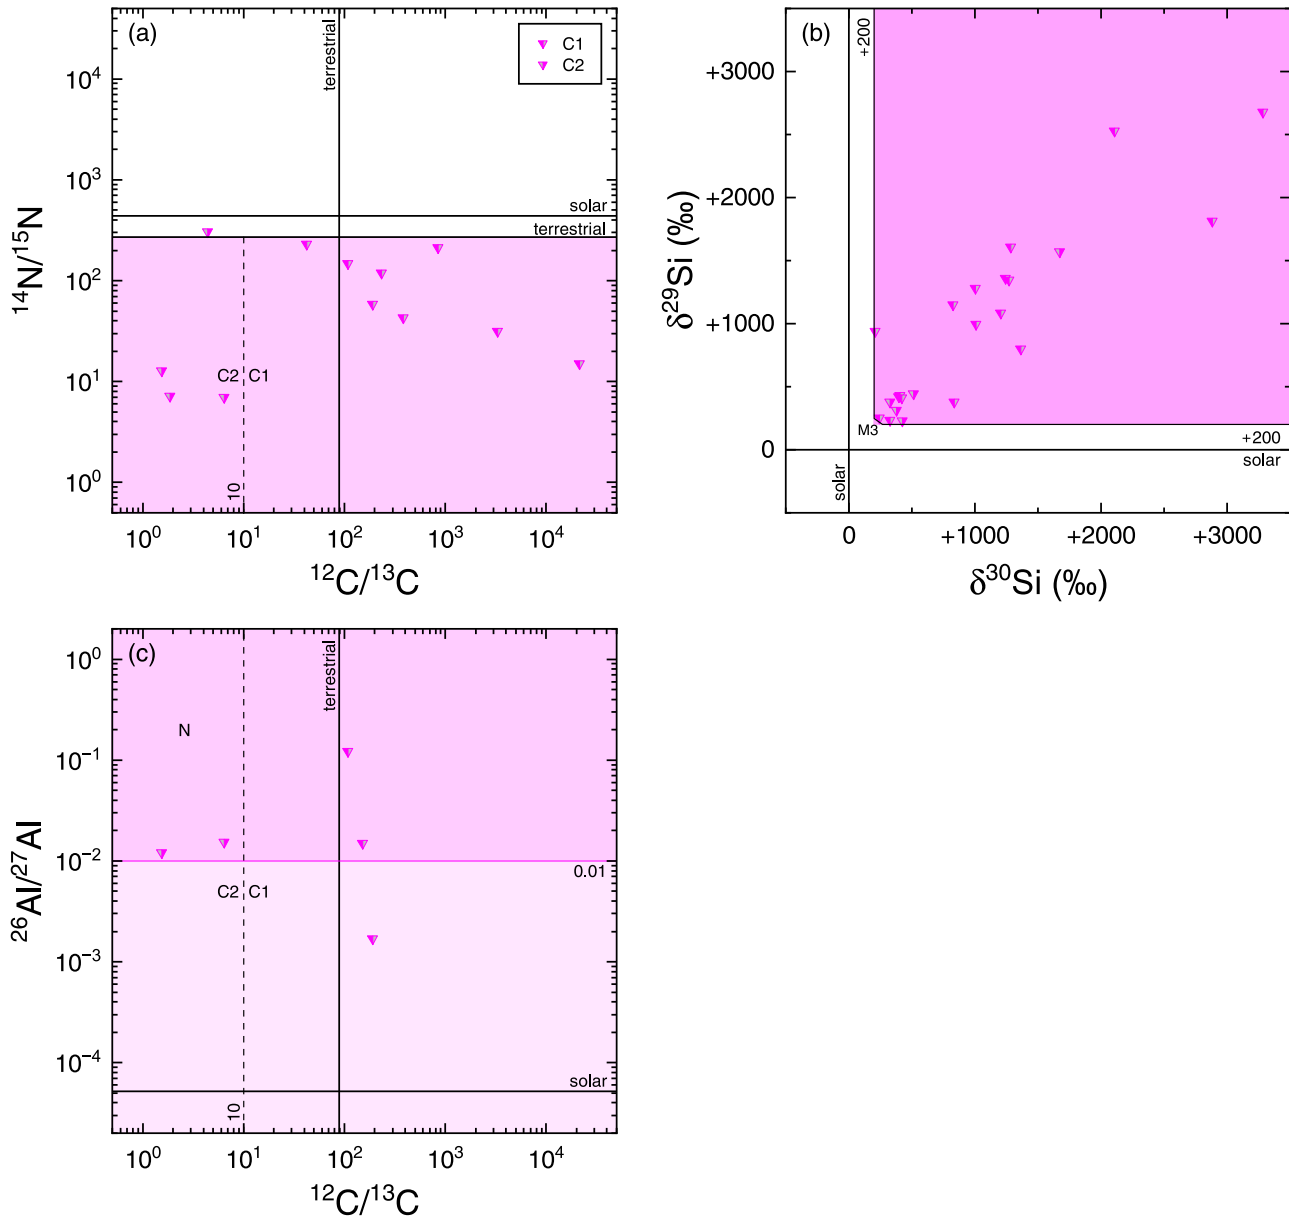 (a)
terrestrial
C1
C2
10⁴
10³
10²
10¹
10⁰
¹⁴N/¹⁵N
solar
terrestrial
C2 C1
10
10⁰ 10¹ 10² 10³ 10⁴
¹²C/¹³C
(b)
+200
+3000
+2000
+1000
0
δ²⁹Si (‰)
M3
+200
solar
solar
0 +1000 +2000 +3000
δ³⁰Si (‰)
(c)
terrestrial
10⁰
10⁻¹
10⁻²
10⁻³
10⁻⁴
²⁶Al/²⁷Al
N
0.01
C2 C1
solar
10
10⁰ 10¹ 10² 10³ 10⁴
¹²C/¹³C